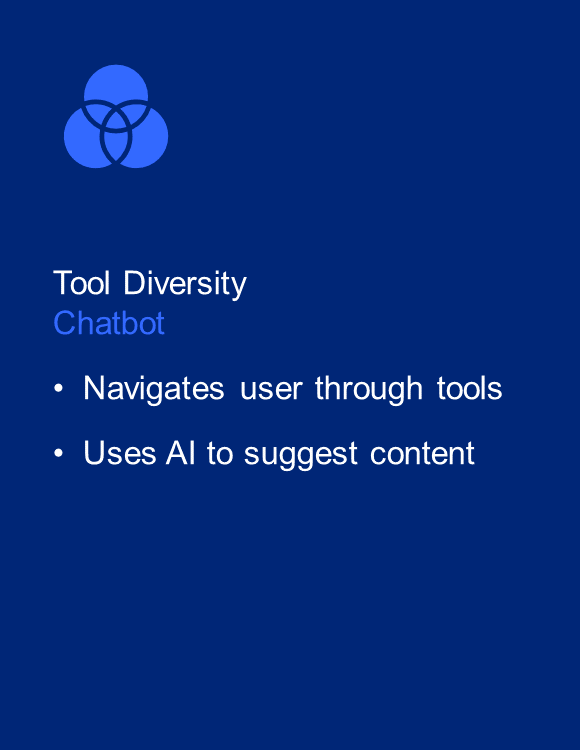 Tool Diversity
Chatbot
• Navigates user through tools
• Uses AI to suggest content